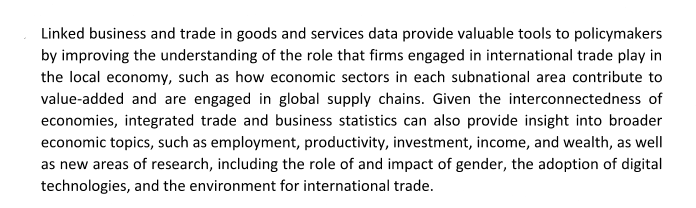 Linked business and trade in goods and services data provide valuable tools to policymakers
by improving the understanding of the role that firms engaged in international trade play in
the local economy, such as how economic sectors in each subnational area contribute to
value-added and are engaged in global supply chains. Given the interconnectedness of
economies, integrated trade and business statistics can also provide insight into broader
economic topics, such as employment, productivity, investment, income, and wealth, as well
as new areas of research, including the role of and impact of gender, the adoption of digital
technologies, and the environment for international trade.